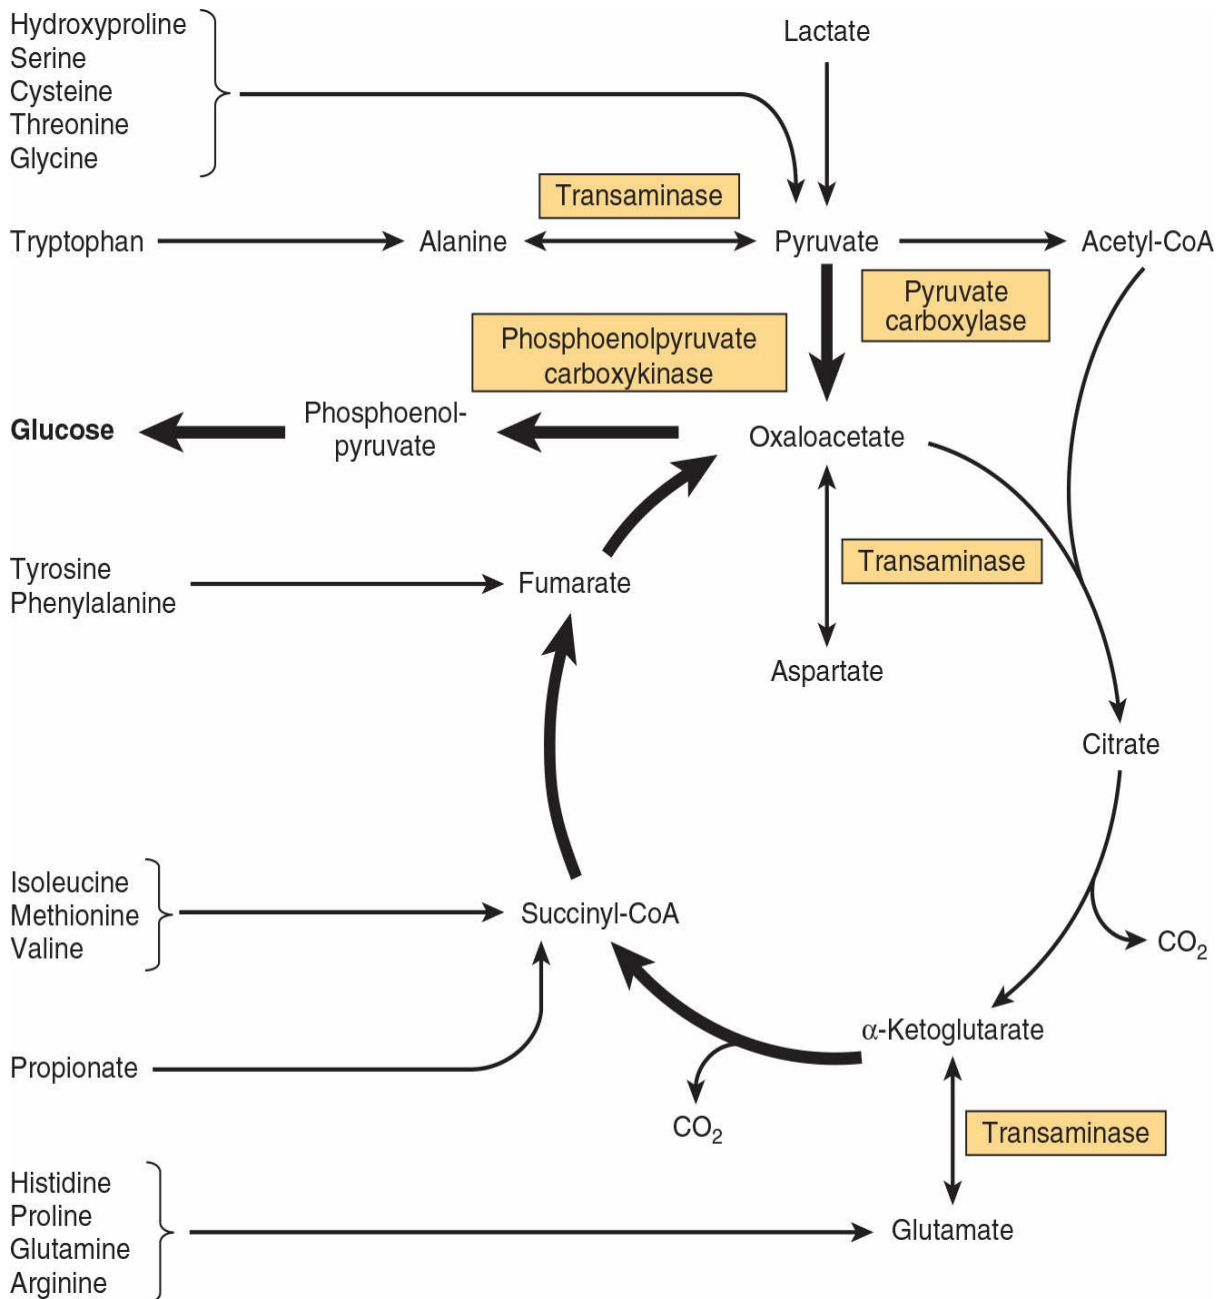 Hydroxyproline
Serine
Cysteine
Threonine
Glycine
Lactate
Transaminase
Tryptophan
Alanine
Pyruvate
Acetyl-CoA
Pyruvate
carboxylase
Phosphoenolpyruvate
carboxykinase
Glucose
Phosphoenol-
pyruvate
Oxaloacetate
Tyrosine
Phenylalanine
Fumarate
Transaminase
Aspartate
Citrate
Isoleucine
Methionine
Valine
Succinyl-CoA
CO₂
α-Ketoglutarate
Propionate
CO₂
Transaminase
Histidine
Proline
Glutamine
Arginine
Glutamate